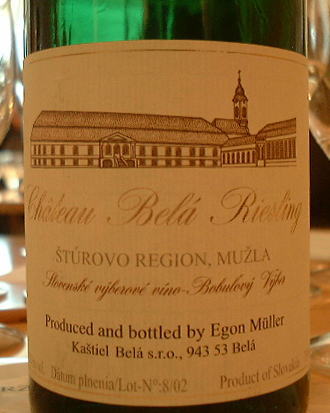 Château Belá Riesling
ŠTÚROVO REGION, MUŽLA
Slovenské výberové víno-Bobuľový Výber
Produced and bottled by Egon Müller
Kaštiel Belá s.r.o., 943 53 Belá
Dátum plnenia/Lot-N°:8/02 Product of Slovakia